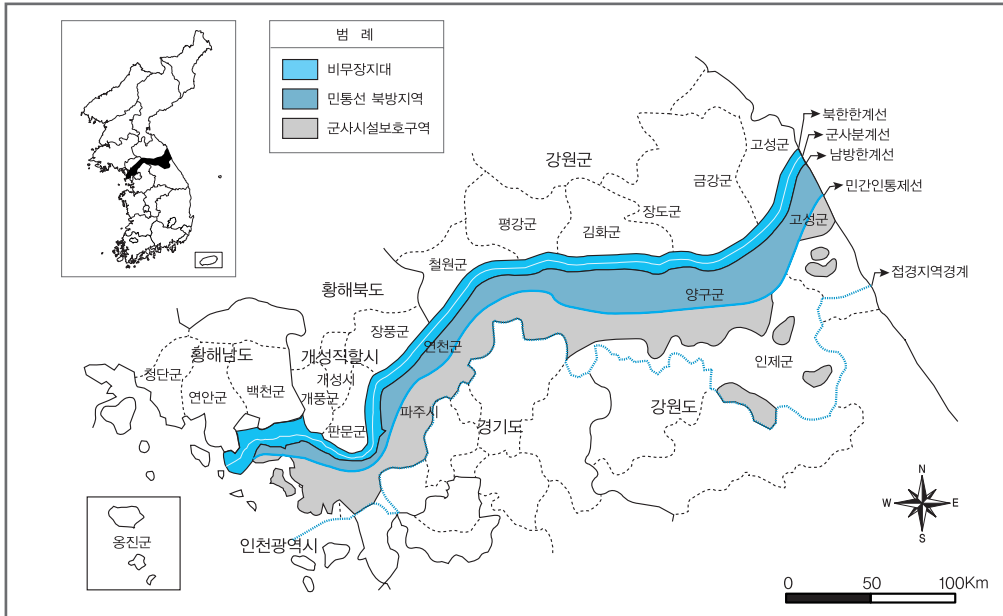 범 례
비무장지대
민통선 북방지역
군사시설보호구역
북한한계선
군사분계선
남방한계선
민간인통제선
접경지역경계
고성군
강원군
금강군
장도군
평강군
김화군
고성군
철원군
황해북도
양구군
장풍군
연천군
황해남도
개성직할시
인제군
청단군
개성시
백천군
연안군
개풍군
파주시
강원도
판문군
경기도
인천광역시
옹진군
N
W
E
S
0
50
100Km